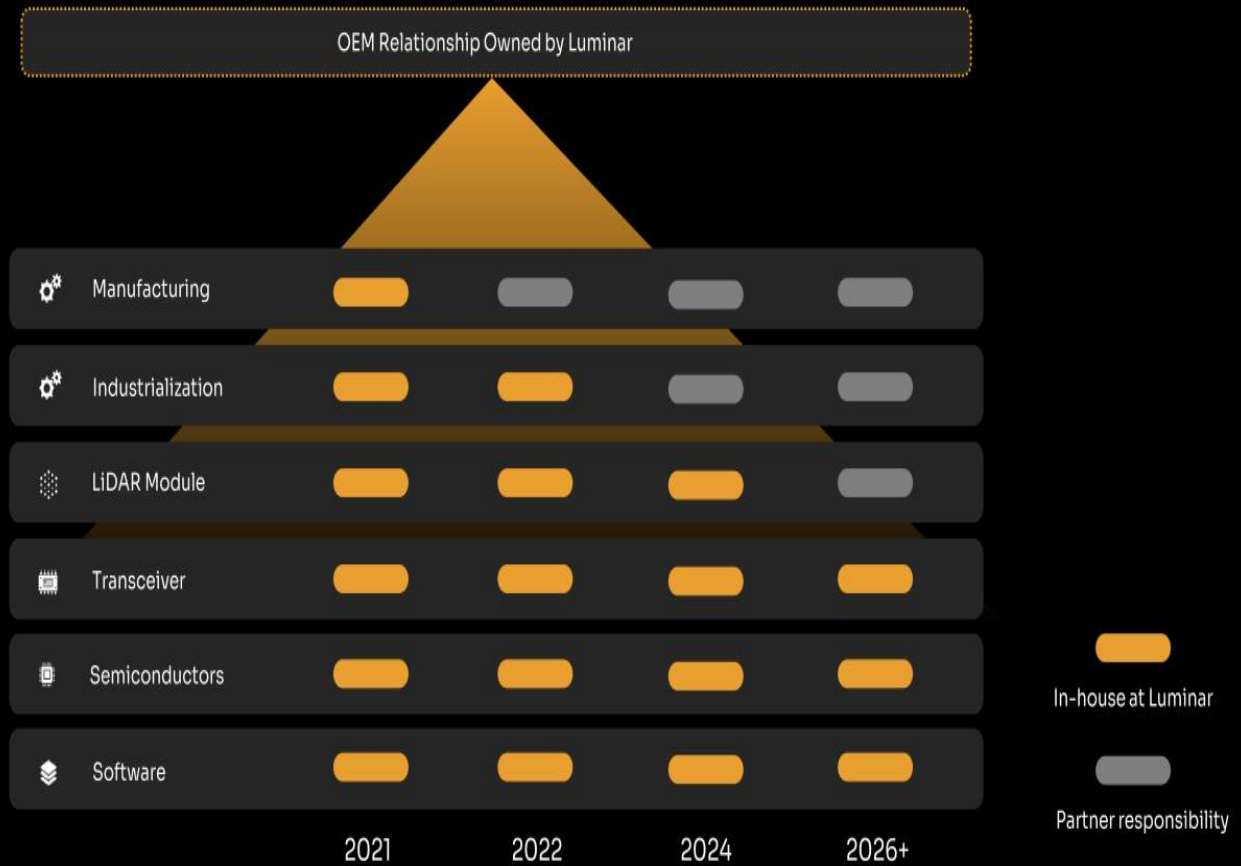 OEM Relationship Owned by Luminar
Manufacturing
Industrialization
LiDAR Module
Transceiver
Semiconductors
Software
2021 2022 2024 2026+
In-house at Luminar
Partner responsibility